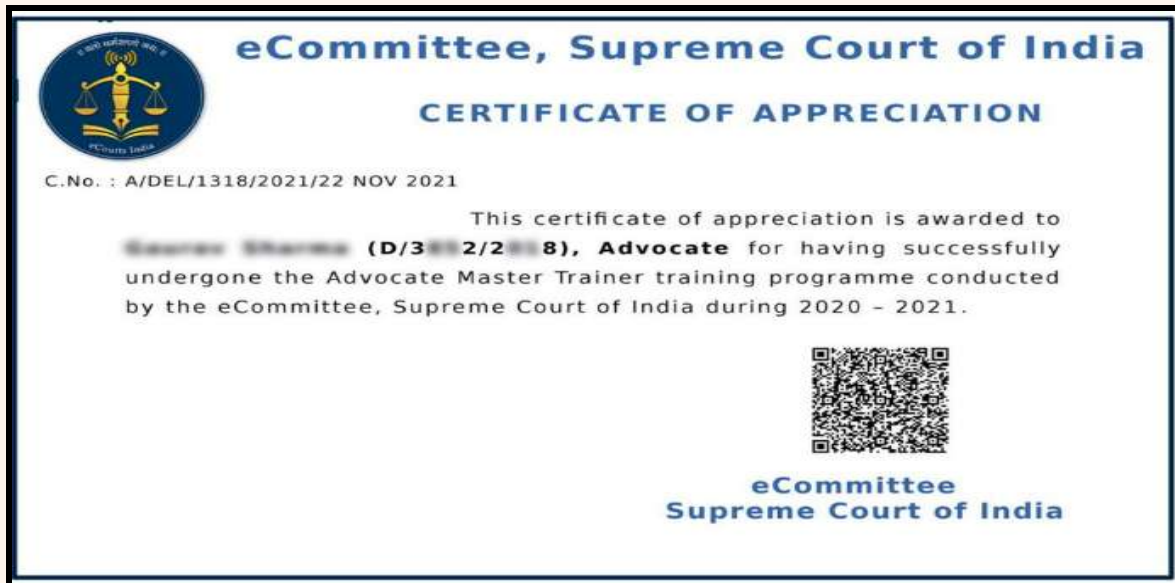 eCommittee, Supreme Court of India
CERTIFICATE OF APPRECIATION
eCourts India
C.No. : A/DEL/1318/2021/22 NOV 2021
This certificate of appreciation is awarded to
Advocate for having successfully
undergone the Advocate Master Trainer training programme conducted
by the eCommittee, Supreme Court of India during 2020 – 2021.
eCommittee
Supreme Court of India